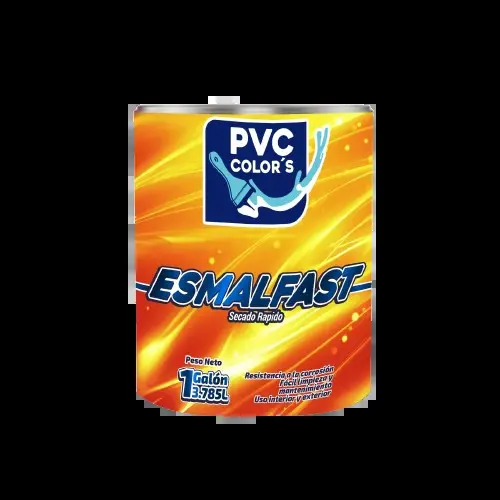 PVC
COLOR´S
ESMALFAST
Secado Rapido
Peso Neto
1 Galón
3.785L
Resistencia a la corrosión
Fácil limpieza y
mantenimiento
Uso interior y exterior